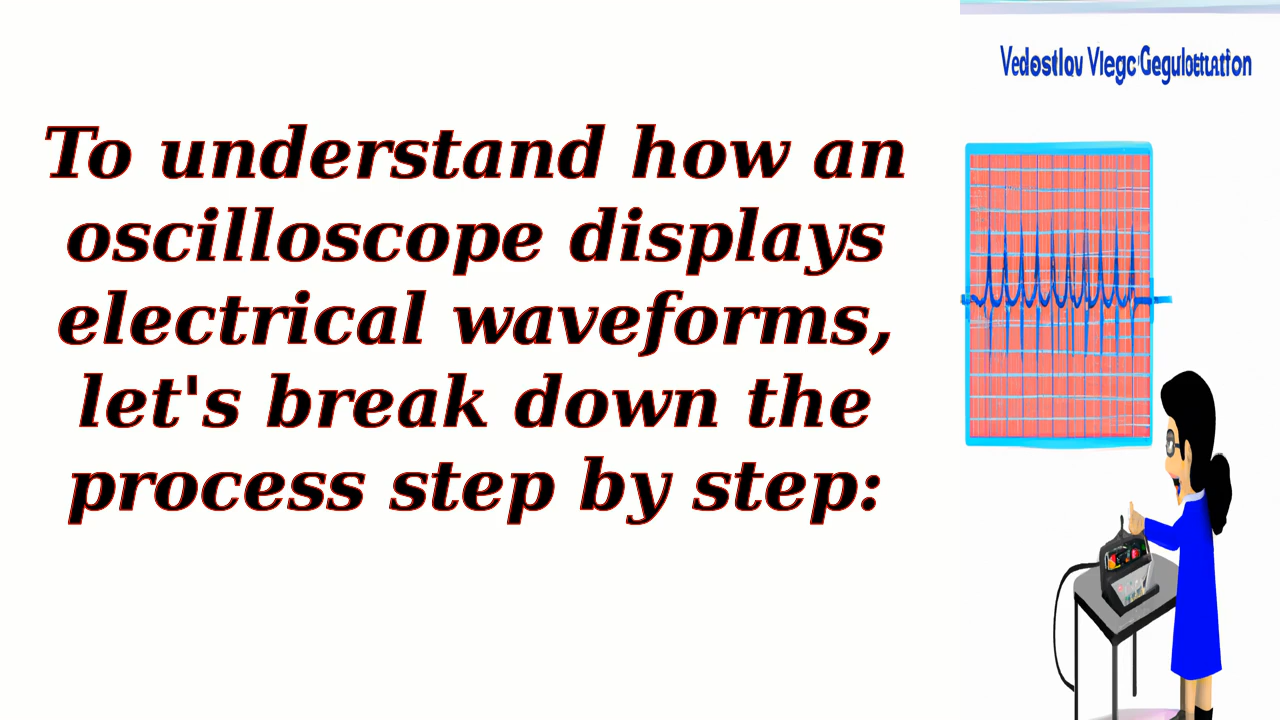 To understand how an
oscilloscope displays
electrical waveforms,
let's break down the
process step by step: